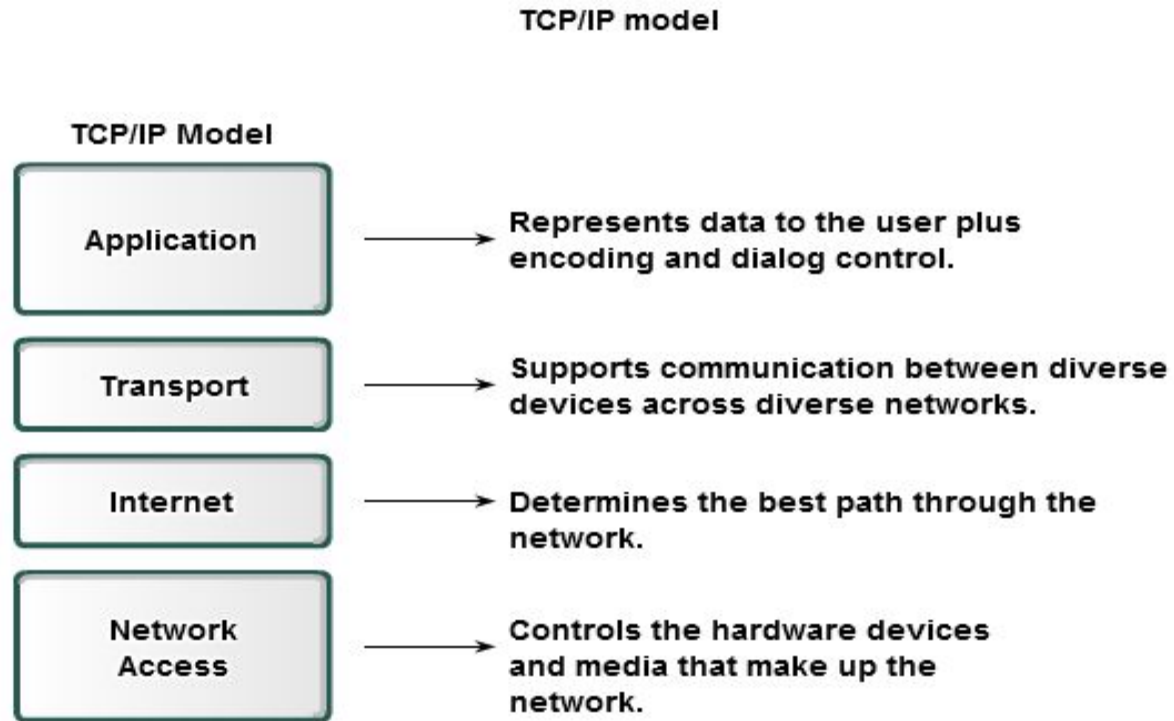 TCP/IP model
TCP/IP Model
Application
Represents data to the user plus
encoding and dialog control.
Transport
Supports communication between diverse
devices across diverse networks.
Internet
Determines the best path through the
network.
Network
Access
Controls the hardware devices
and media that make up the
network.